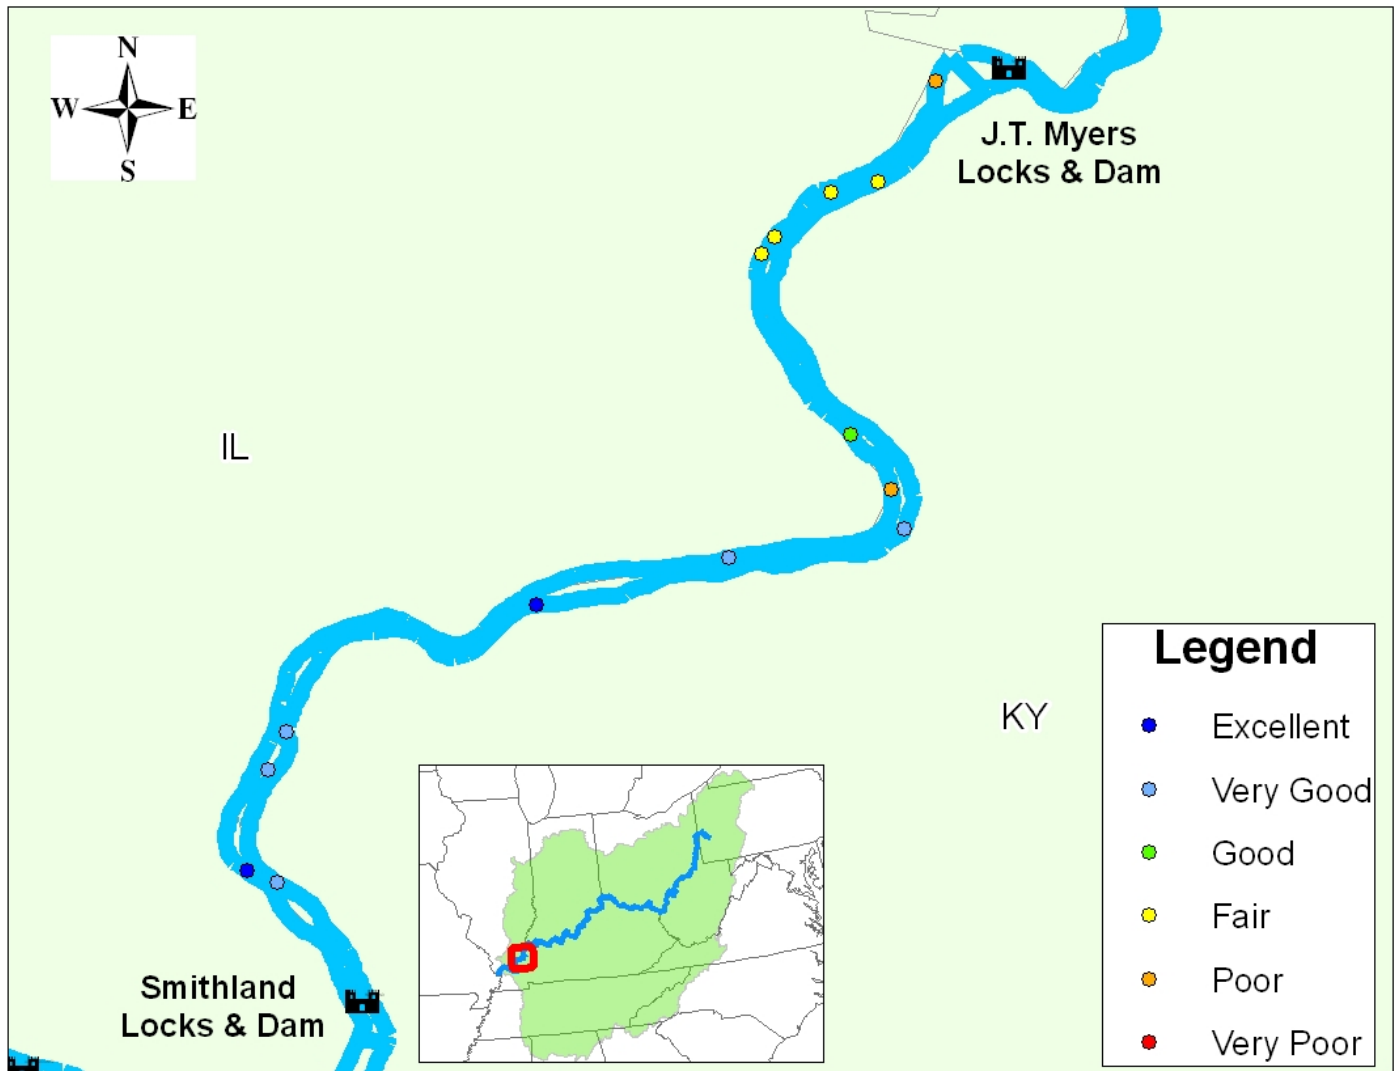 N
W E
S
J.T. Myers
Locks & Dam
IL
KY
Smithland
Locks & Dam
Legend
Excellent
Very Good
Good
Fair
Poor
Very Poor